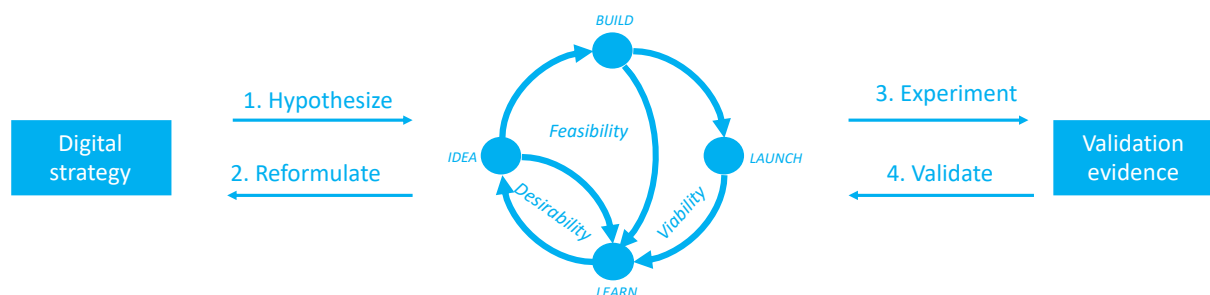 BUILD
1. Hypothesize
3. Experiment
Digital
strategy
Feasibility
Validation
evidence
IDEA
LAUNCH
2. Reformulate
4. Validate
Desirability
Viability
LEARN